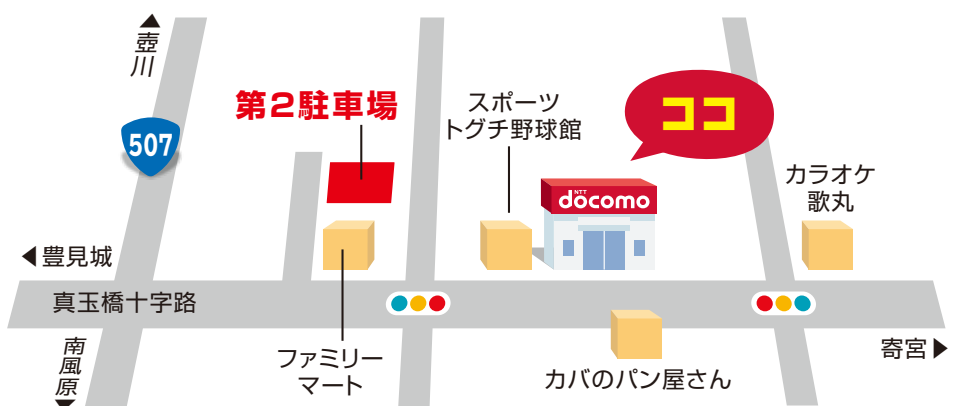 壺川
507
第2駐車場
スポーツ
トグチ野球館
ココ
NTT
döcomo
カラオケ
歌丸
豊見城
真玉橋十字路
南風原
ファミリー
マート
カバのパン屋さん
寄宮